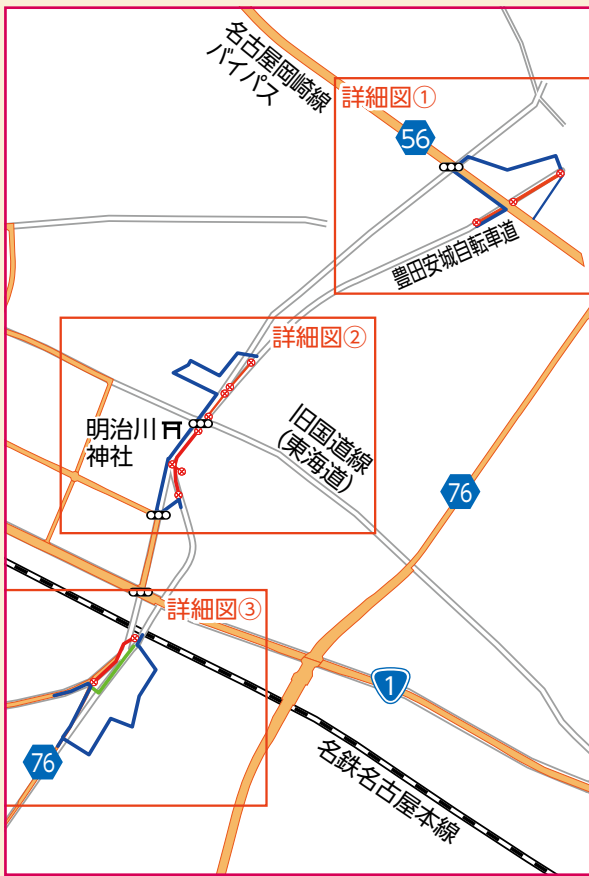 名古屋岡崎線
バイパス
詳細図①
56
豊田安城自転車道
詳細図②
明治川
神社
旧国道線
(東海道)
76
詳細図③
1
76
名鉄名古屋本線